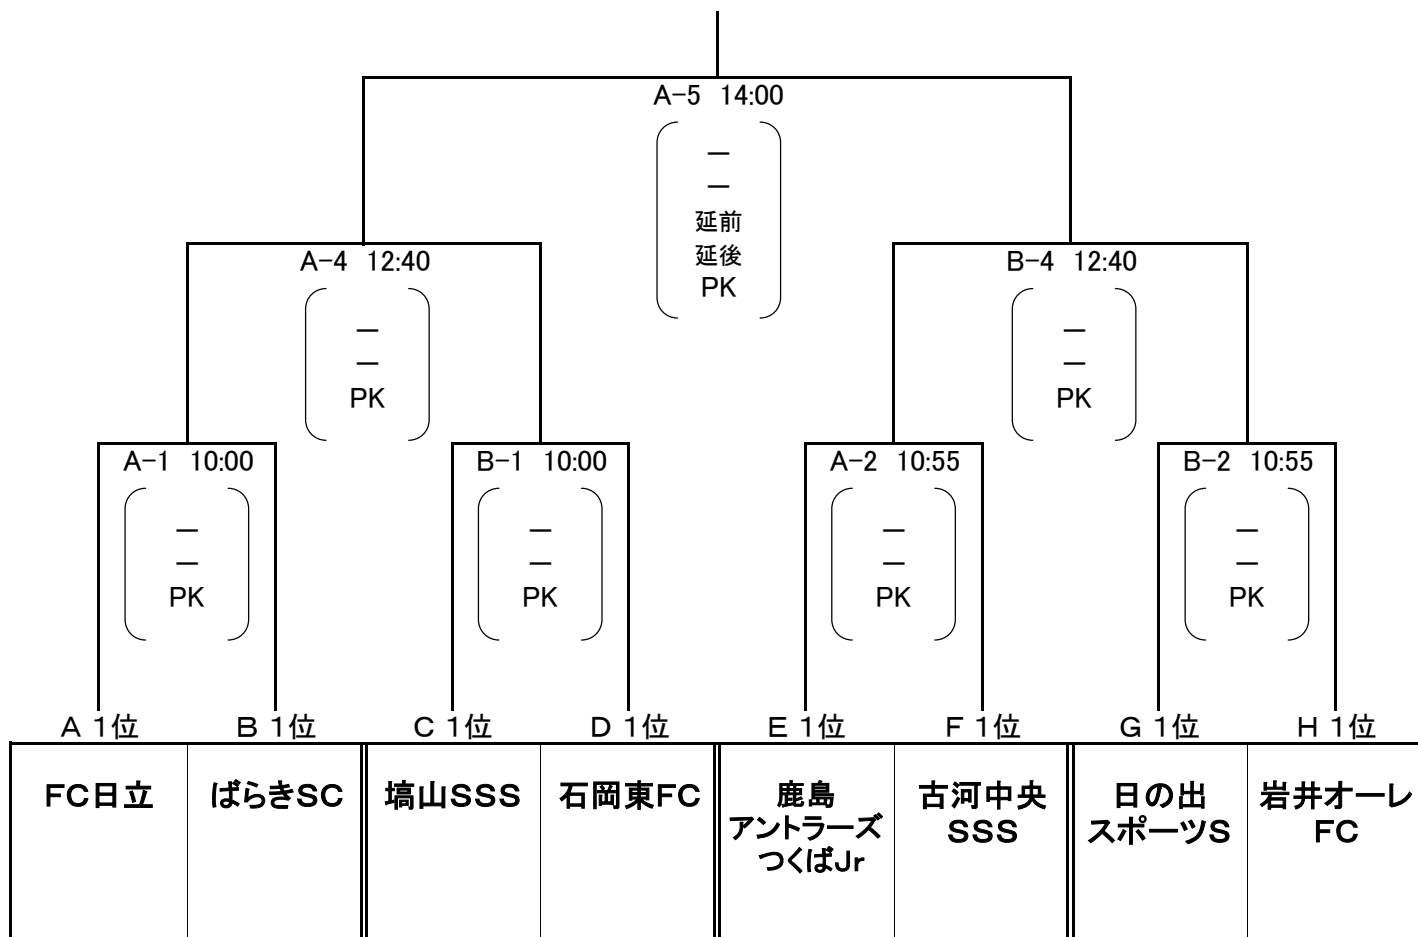 A-5 14:00
ー
ー
延前
延後
PK
A-4 12:40
B-4 12:40
ー
ー
PK
ー
ー
PK
A-1 10:00
B-1 10:00
A-2 10:55
B-2 10:55
ー
ー
PK
ー
ー
PK
ー
ー
PK
ー
ー
PK
A 1位
B 1位
C 1位
D 1位
E 1位
F 1位
G 1位
H 1位
FC日立
ばらきSC
塙山SSS
石岡東FC
鹿島
アントラーズ
つくばJr
古河中央
SSS
日の出
スポーツS
岩井オーレ
FC